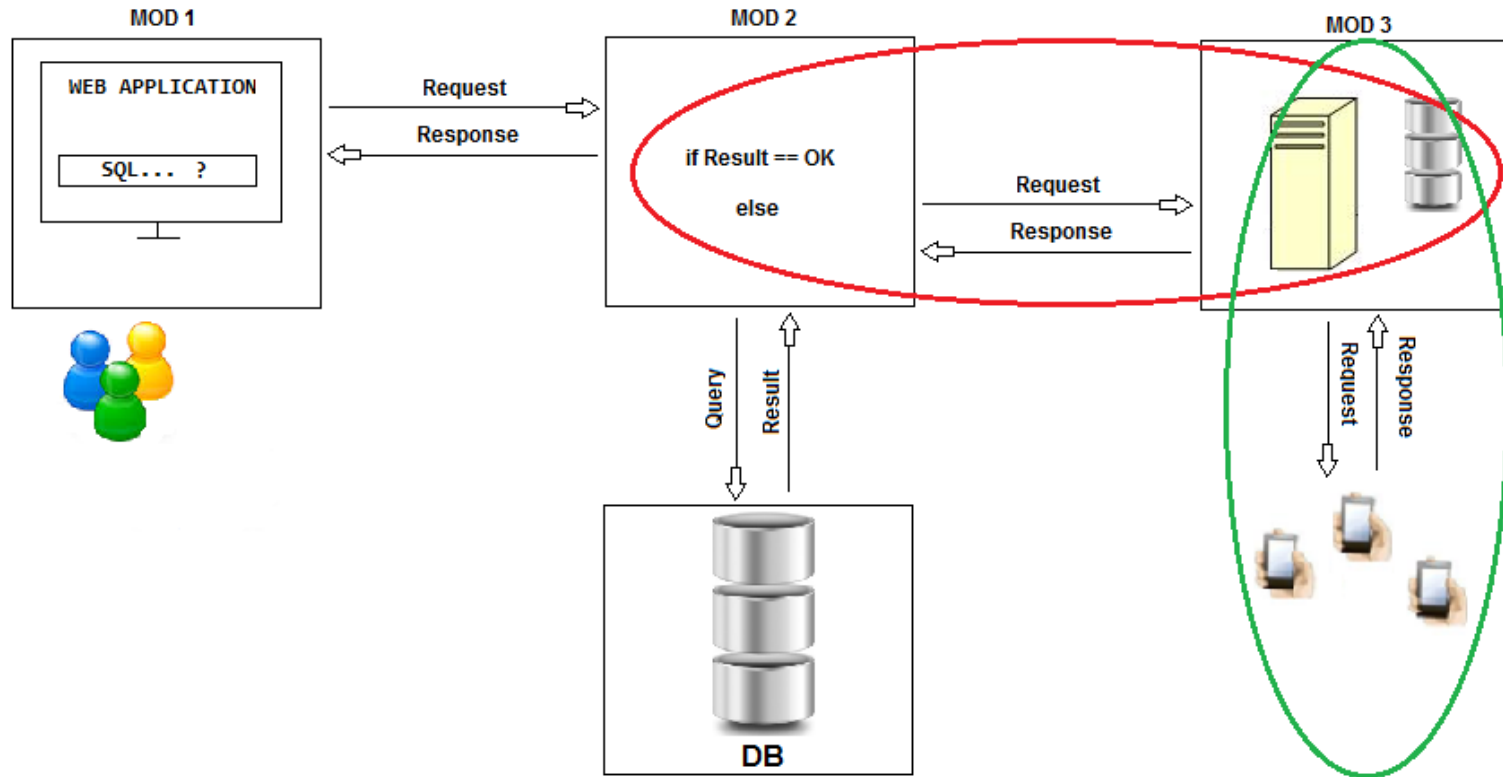 MOD 1
MOD 2
MOD 3
WEB APPLICATION
SQL... ?
Request
Response
if Result == OK
else
Request
Response
Query
Result
Request
Response
DB